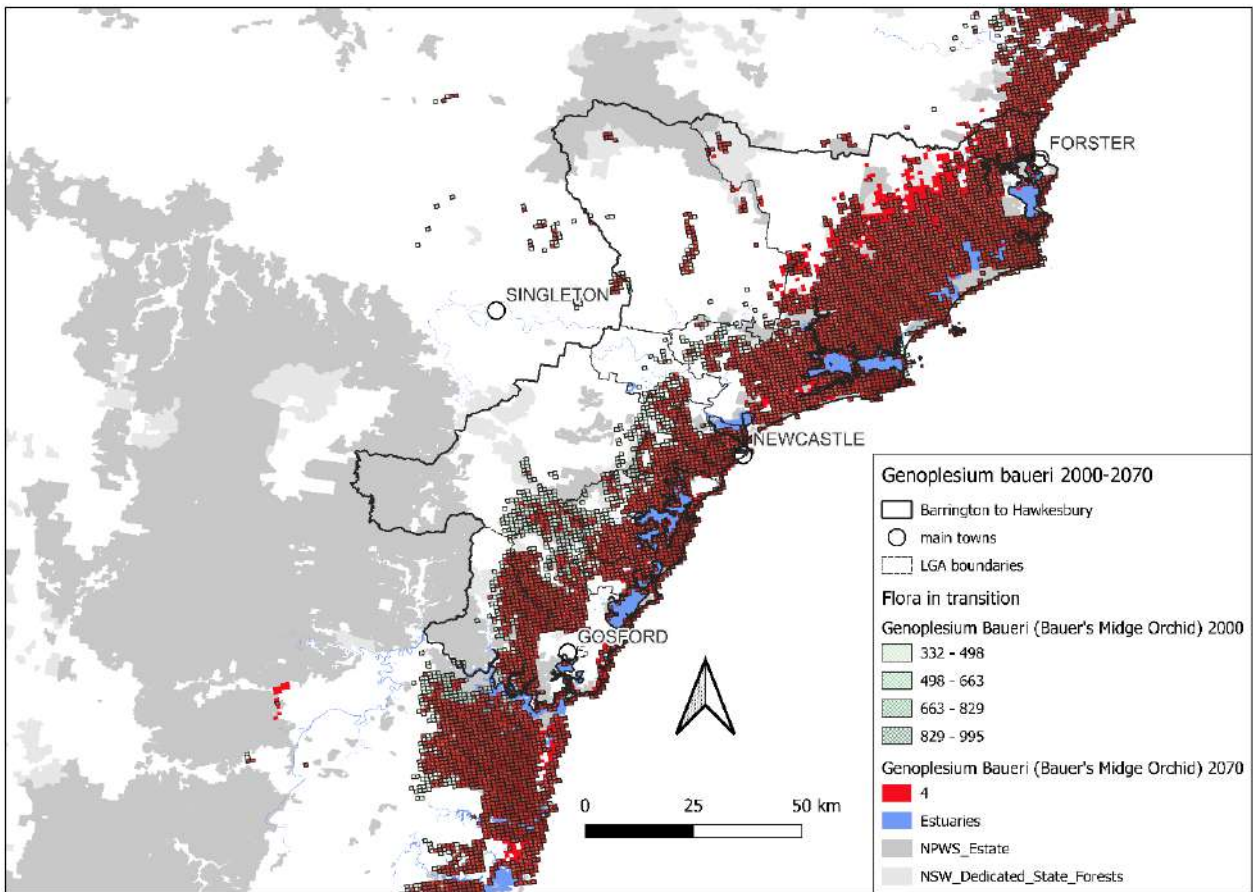 FORSTER
SINGLETON
NEWCASTLE
GOSFORD
0 25 50 km
Genoplesium baueri 2000-2070
Barrington to Hawkesbury
main towns
LGA boundaries
Flora in transition
Genoplesium Baueri (Bauer's Midge Orchid) 2000
332 - 498
498 - 663
663 - 829
829 - 995
Genoplesium Baueri (Bauer's Midge Orchid) 2070
4
Estuaries
NPWS_Estate
NSW_Dedicated_State_Forests